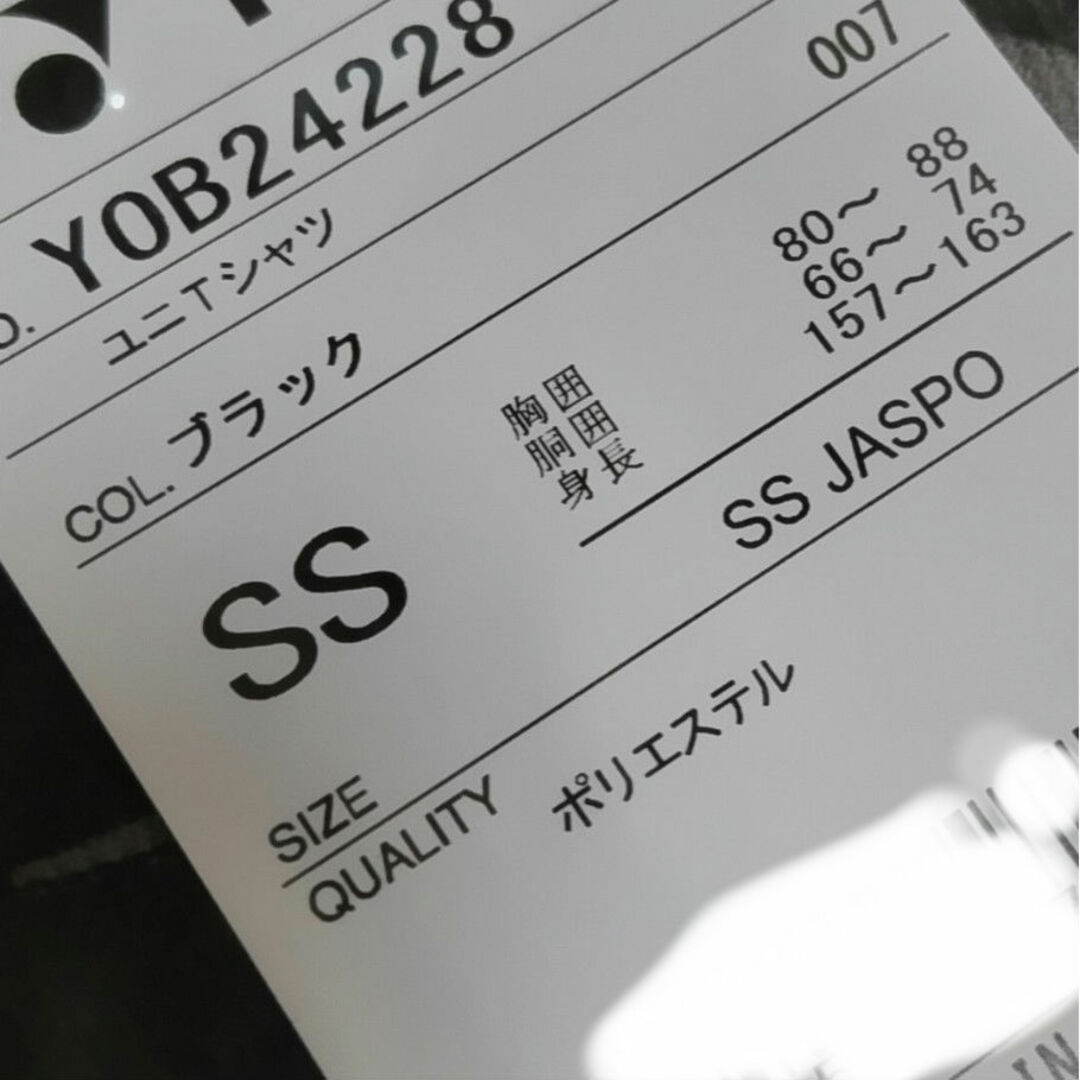 YOB24228
ユニTシャツ
007
COL. ブラック
SS
胸囲 80～ 88
胴囲 66～ 74
身長 157～163
SS JASPO
SIZE
QUALITY ポリエステル
IN